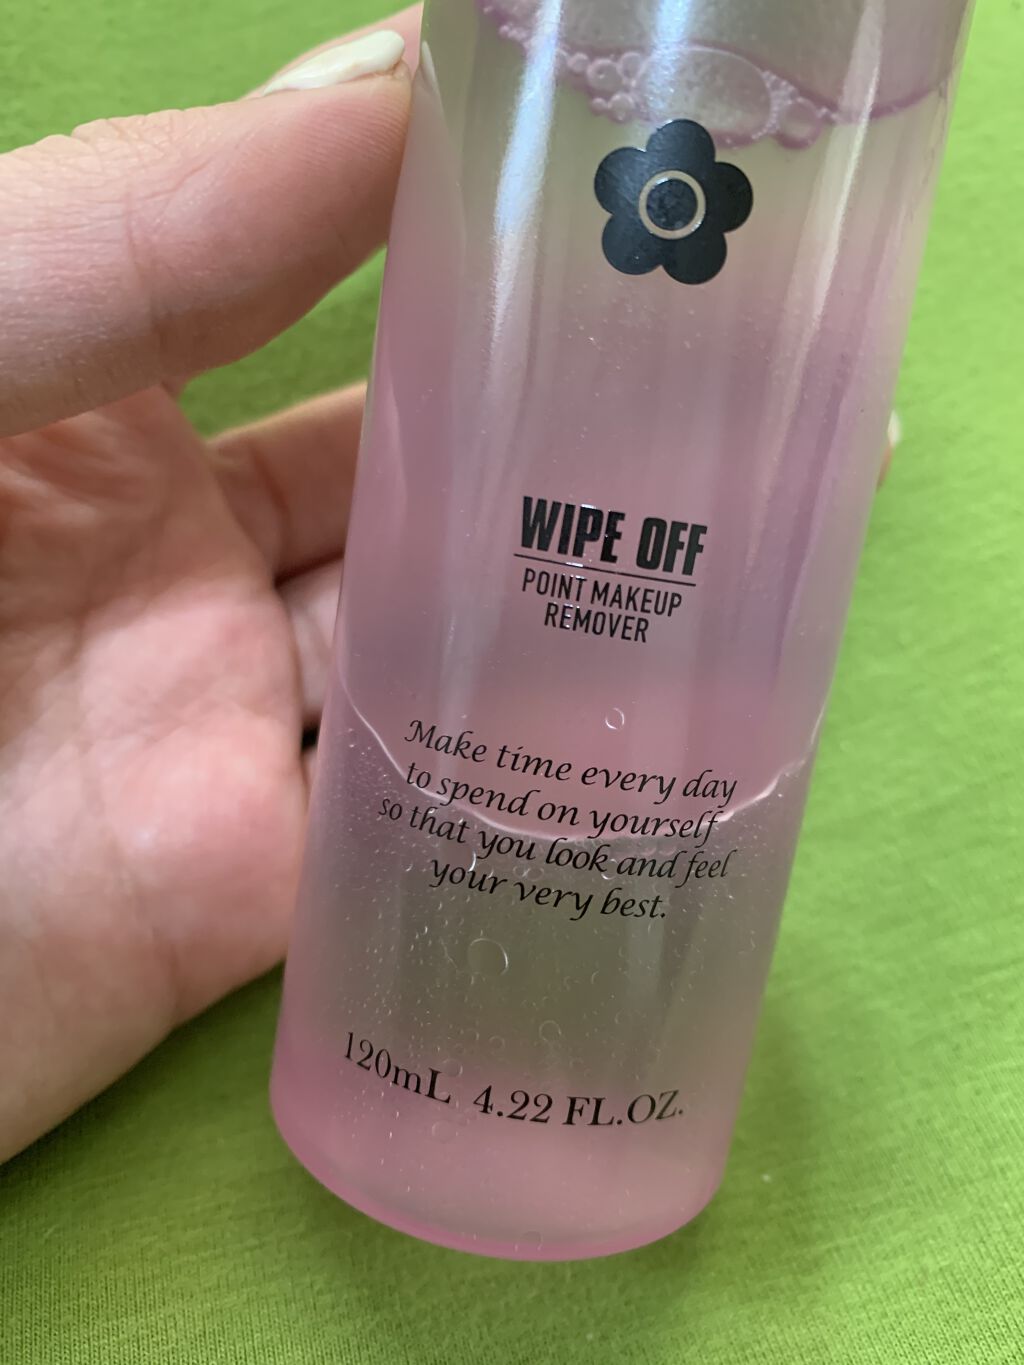 WIPE OFF
POINT MAKEUP
REMOVER
Make time every day
to spend on yourself
so that you look and feel
your very best.
120mL 4.22 FL.OZ.